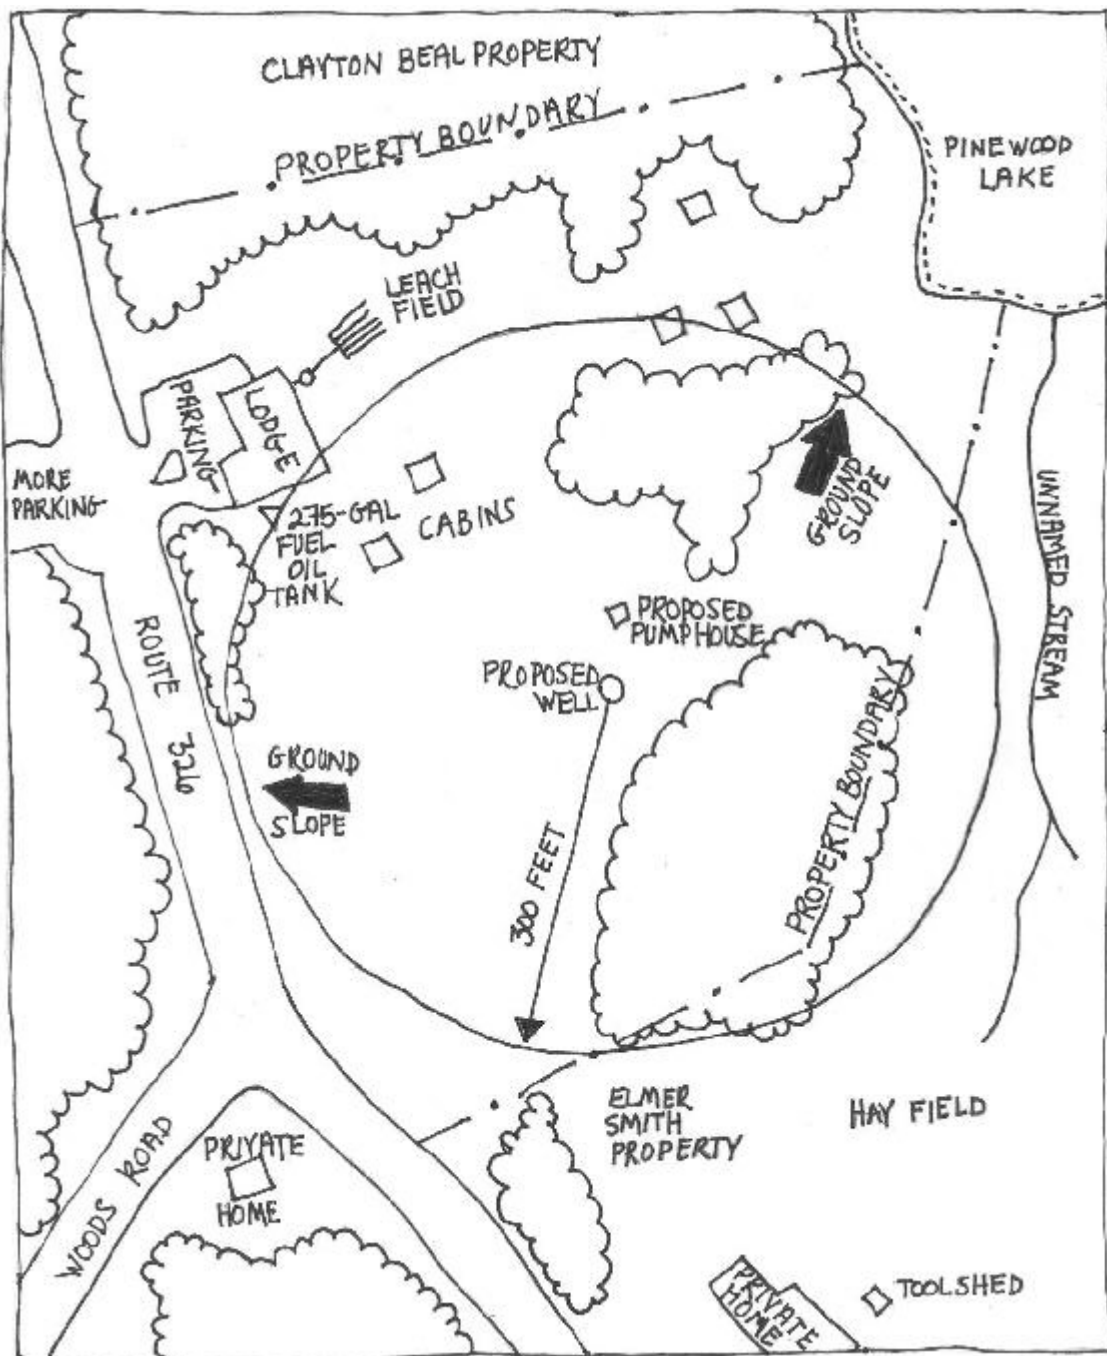 CLAYTON BEAL PROPERTY
PROPERTY BOUNDARY
PINEWOOD
LAKE
LEACH
FIELD
PARKING
LODGE
MORE
PARKING
275-GAL
FUEL
OIL
TANK
CABINS
GROUND
SLOPE
UNNAMED STREAM
ROUTE 326
PROPOSED
PUMPHOUSE
PROPOSED
WELL
GROUND
SLOPE
300 FEET
PROPERTY BOUNDARY
ELMER
SMITH
PROPERTY
HAY FIELD
WOODS ROAD
PRIVATE
HOME
PRIVATE
HOME
TOOLSHED